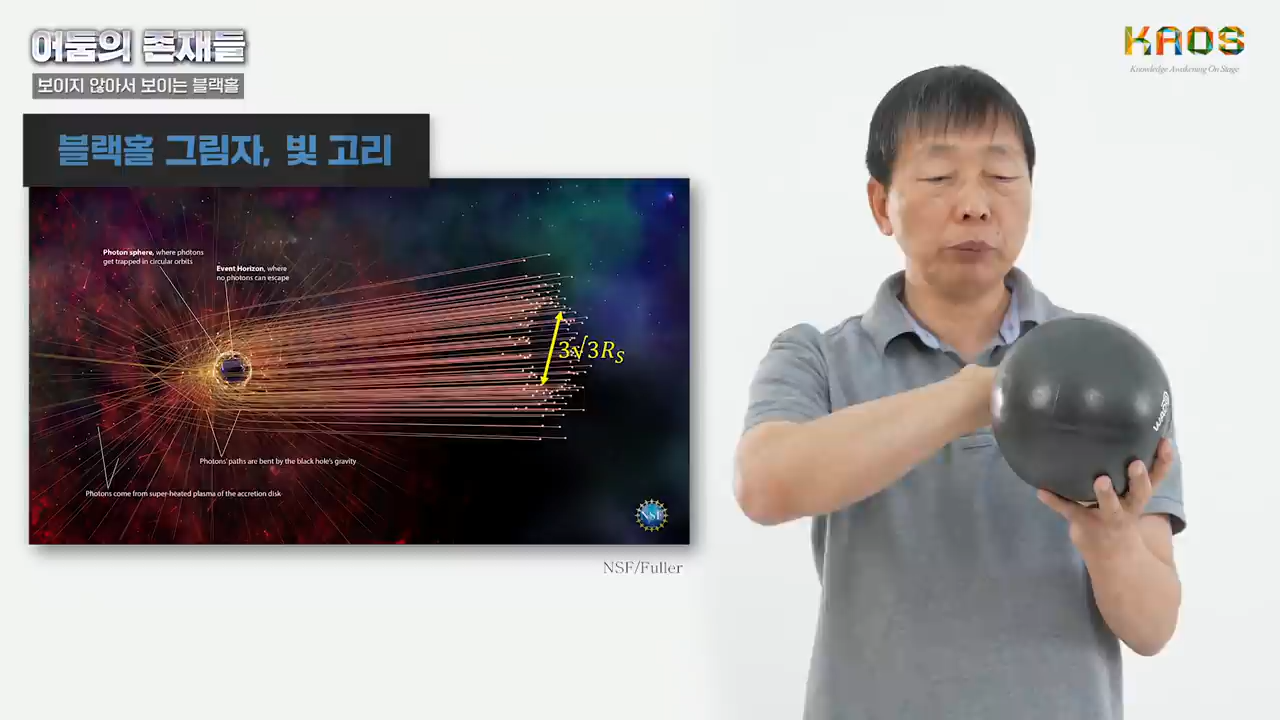 어둠의 존재들
보이지 않아서 보이는 블랙홀
KAOS
Knowledge Awakening On Stage
블랙홀 그림자, 빛 고리
Photon sphere, where photons
get trapped in circular orbits
Event Horizon, where
no photons can escape
3√3R_S
Photons' paths are bent by the black hole's gravity
Photons come from super-heated plasma of the accretion disk
NSF
NSF/Fuller